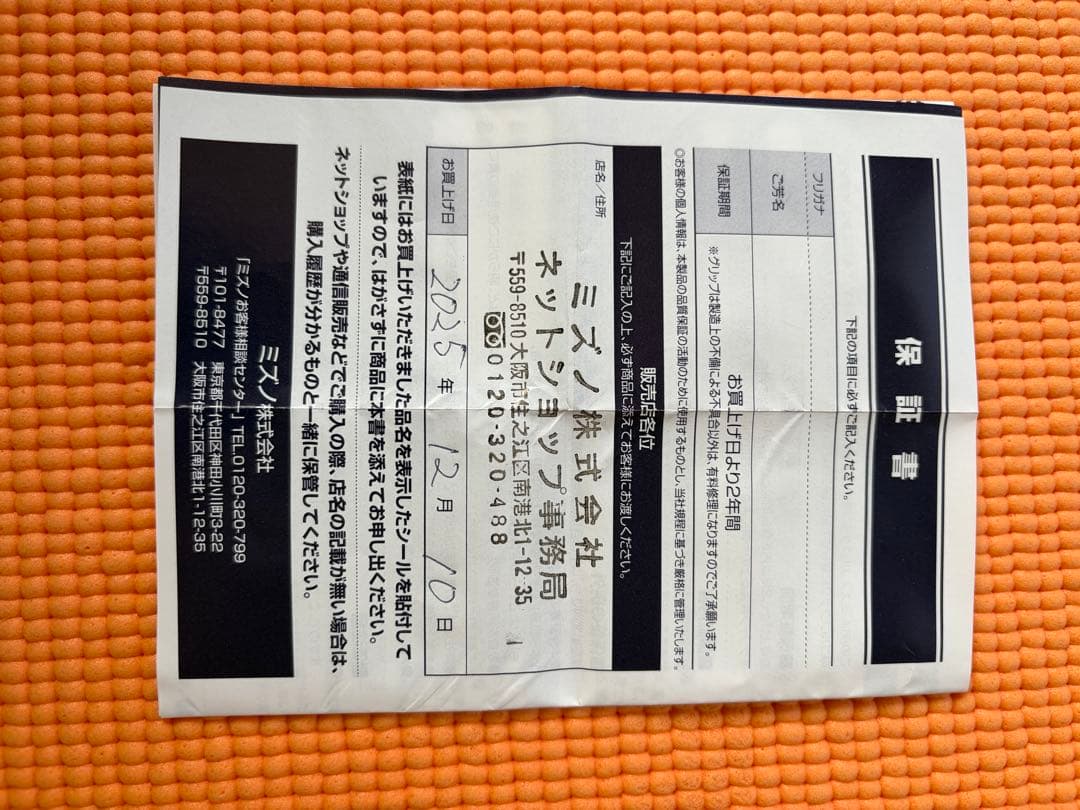 保証書
下記の項目に必ずご記入ください。
フリガナ
ご芳名
保証期間
お買上げ日より2年間
※グリップは製造上の不備による不具合以外は、有料修理になりますのでご了承願います。
◎お客様の個人情報は、本製品の品質保証の活動のために使用するものとし、当社規程に基づき厳格に管理いたします。
販売店各位
下記にご記入の上、必ず商品に添えてお客様にお渡しください。
店名/住所
ミズノ株式会社
ネットショップ事務局
〒559-8510大阪市住之江区南港北1-12-35
0120-320-488
お買上げ日
2025年 12月 10日
表紙にはお買上げいただきました品名を表示したシールを貼付して
いますので、はがさずに商品に本書を添えてお申し出ください。
ネットショップや通信販売などでご購入の際、店名の記載が無い場合は、
購入履歴が分かるものと一緒に保管してください。
ミズノ株式会社
「ミズノお客様相談センター」TEL.0120-320-799
〒101-8477 東京都千代田区神田小川町3-22
〒559-8510 大阪市住之江区南港北1-12-35